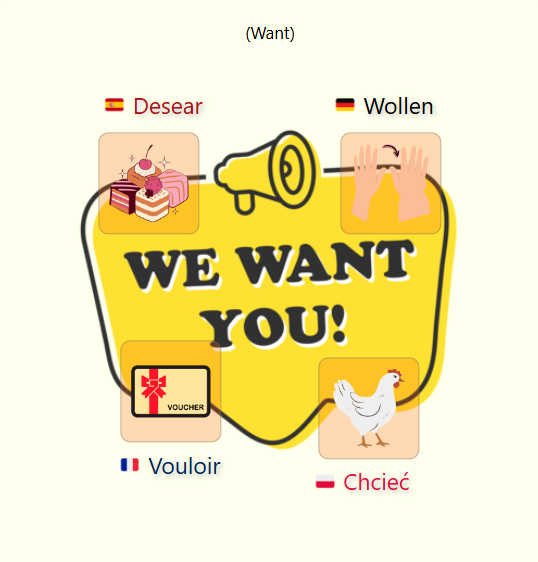 (Want)
Desear
Wollen
WE WANT
YOU!
VOUCHER
Vouloir
Chcieć